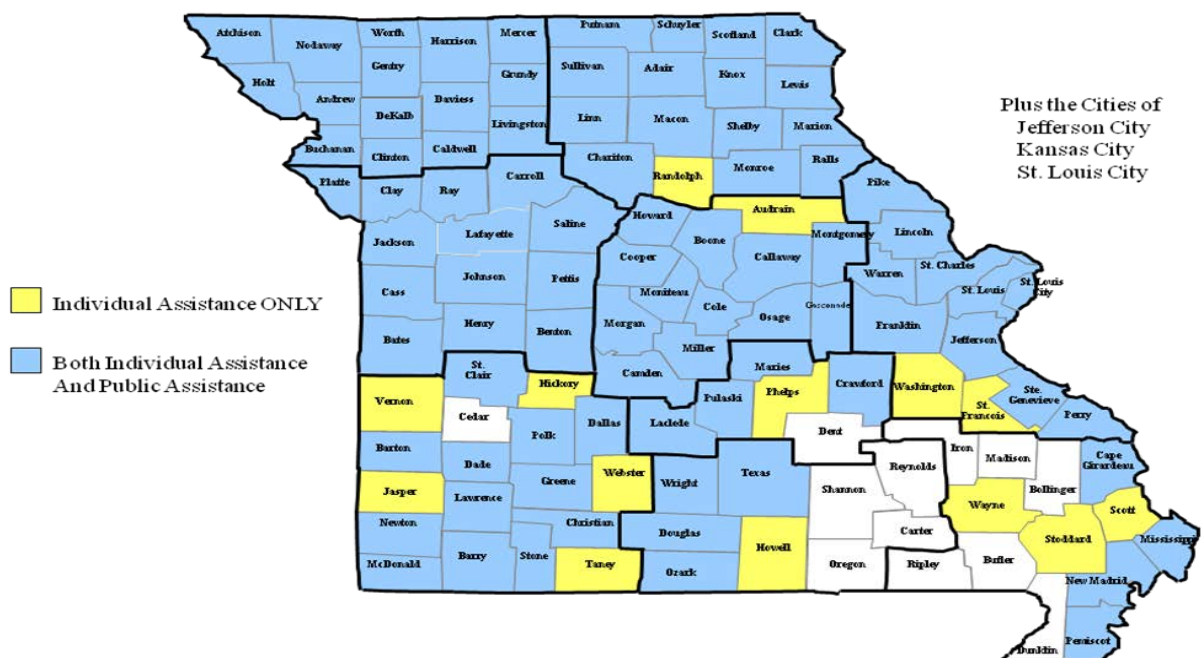 Atchison
Nodaway
Worth
Harrison
Mercer
Putnam
Schuyler
Scotland
Clark
Holt
Gentry
Grundy
Sullivan
Adair
Knox
Lewis
Andrew
DeKalb
Daviess
Livingston
Linn
Macon
Shelby
Marion
Buchanan
Clinton
Caldwell
Chariton
Randolph
Monroe
Ralls
Platte
Clay
Ray
Carroll
Pike
Plus the Cities of
Jefferson City
Kansas City
St. Louis City
Jackson
Lafayette
Saline
Howard
Boone
Audrain
Montgomery
Lincoln
Cooper
Callaway
Warren
St. Charles
Cass
Johnson
Pettis
Moniteau
Cole
Osage
Gasconade
St. Louis
St. Louis
City
Individual Assistance ONLY
Both Individual Assistance
And Public Assistance
Bates
Henry
Benton
Morgan
Miller
Franklin
Jefferson
St.
Clair
Hickory
Camden
Maries
Vernon
Cedar
Dallas
Pulaski
Phelps
Crawford
Washington
St.
Francois
Ste.
Genevieve
Perry
Barton
Polk
Laclede
Dent
Iron
Madison
Cape
Girardeau
Dade
Jasper
Greene
Webster
Wright
Texas
Shannon
Reynolds
Bollinger
Lawrence
Wayne
Scott
Newton
Christian
Douglas
Howell
Carter
Stoddard
Mississippi
McDonald
Barry
Stone
Taney
Ozark
Oregon
Ripley
Butler
New Madrid
Pemiscot
Dunklin